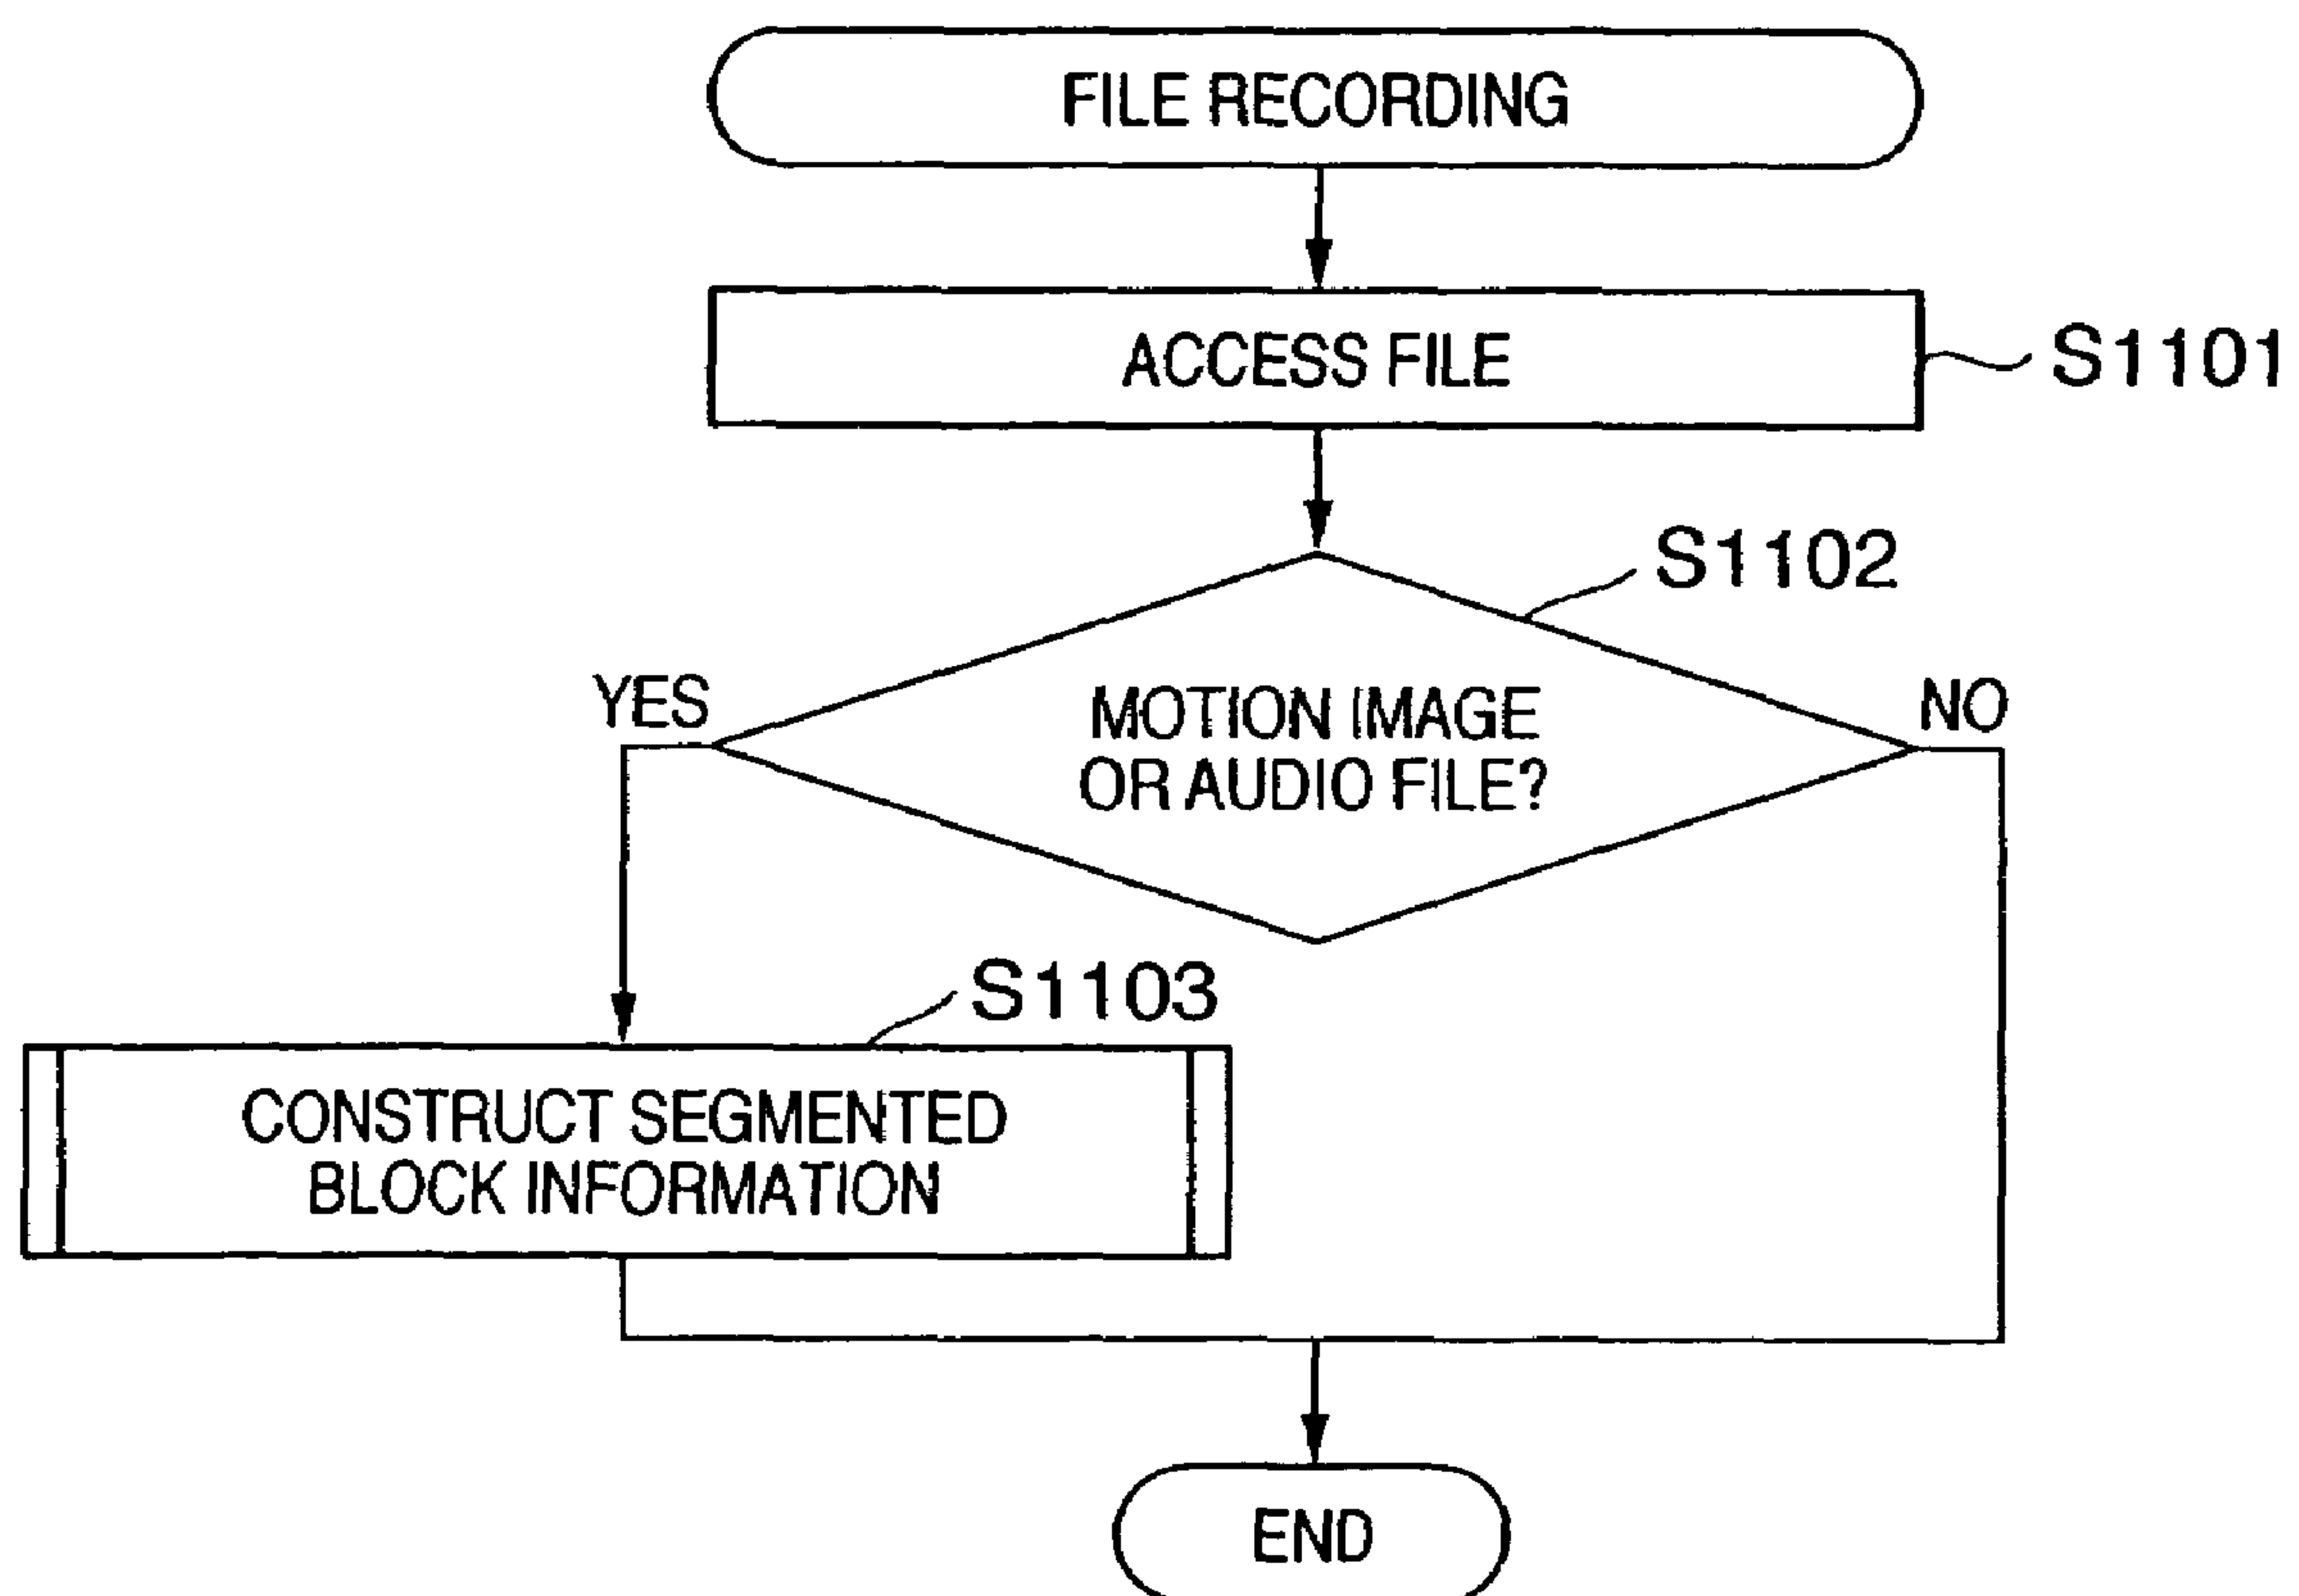 FILE RECORDING
ACCESS FILE
S1101
S1102
YES
MOTION IMAGE
OR AUDIO FILE?
NO
S1103
CONSTRUCT SEGMENTED
BLOCK INFORMATION
END